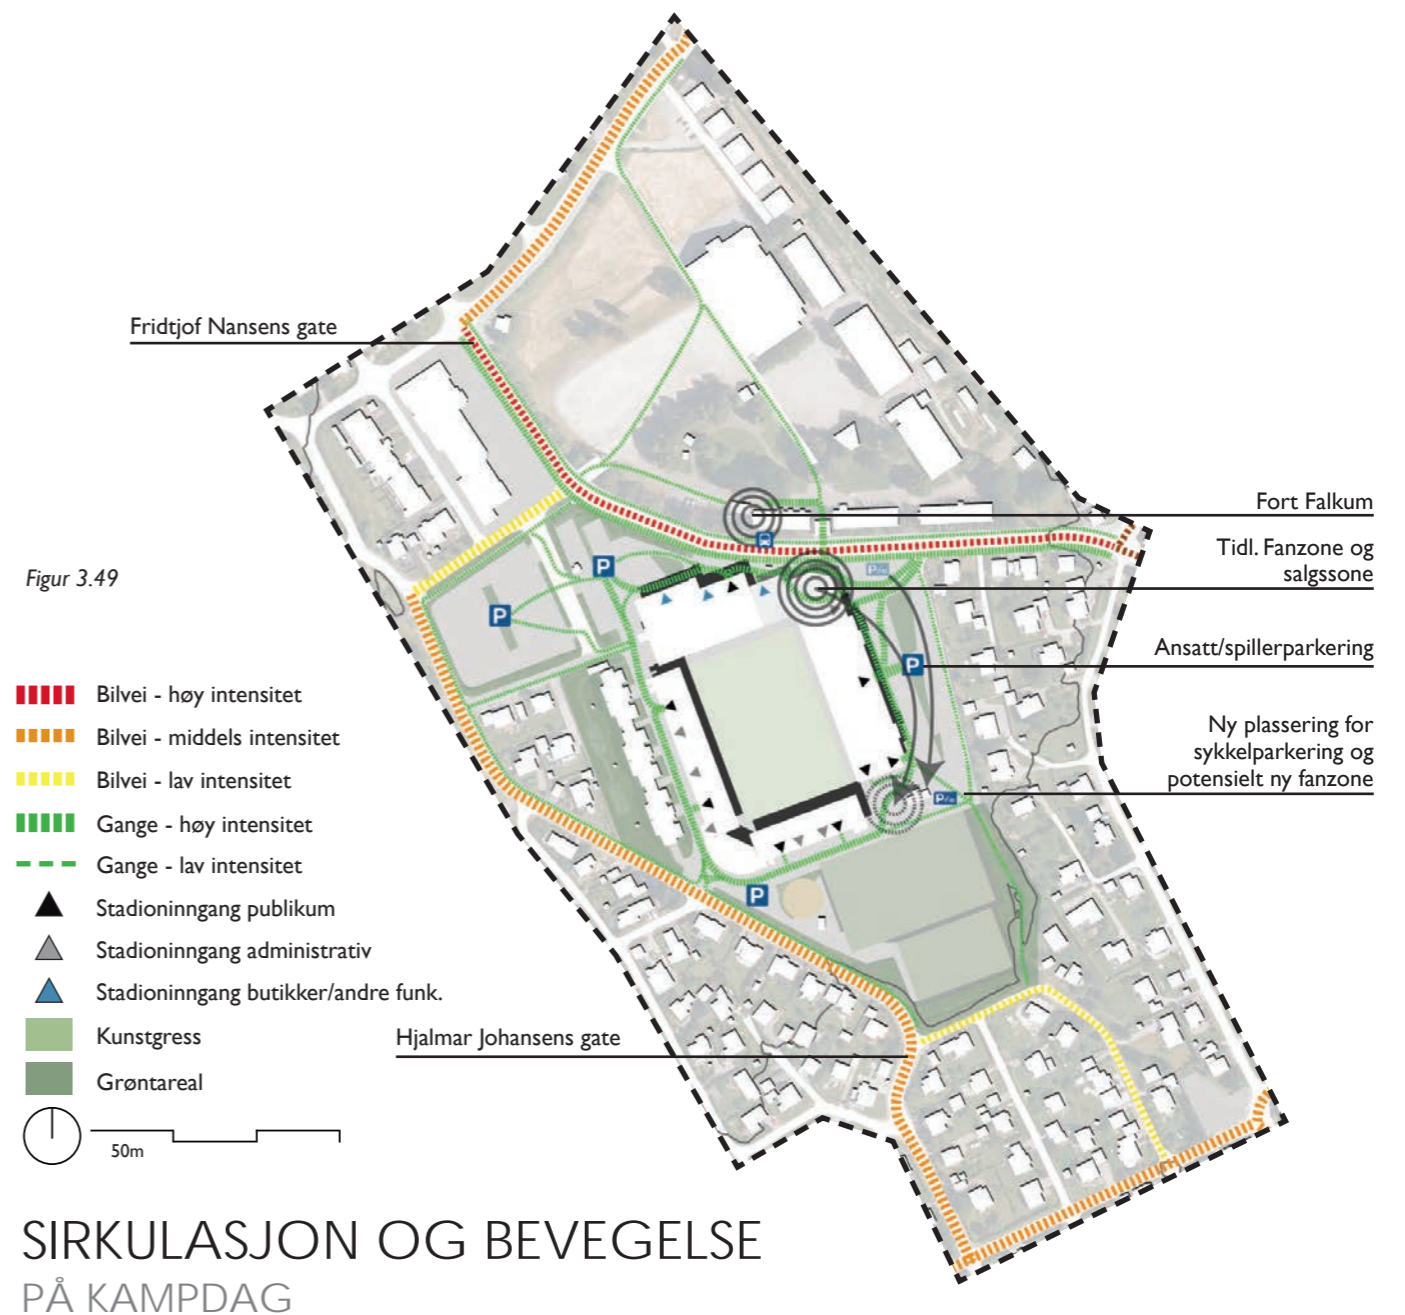 Fridtjof Nansens gate
Fort Falkum
Tidl. Fanzone og
salgssone
Figur 3.49
Ansatt/spillerparkering
Ny plassering for
sykkelparkering og
potensielt ny fanzone
P
P
P
P
Bilvei - høy intensitet
Bilvei - middels intensitet
Bilvei - lav intensitet
Gange - høy intensitet
Gange - lav intensitet
Stadioninngang publikum
Stadioninngang administrativ
Stadioninngang butikker/andre funk.
Kunstgress
Grøntareal
Hjalmar Johansens gate
50m
SIRKULASJON OG BEVEGELSE
PÅ KAMPDAG